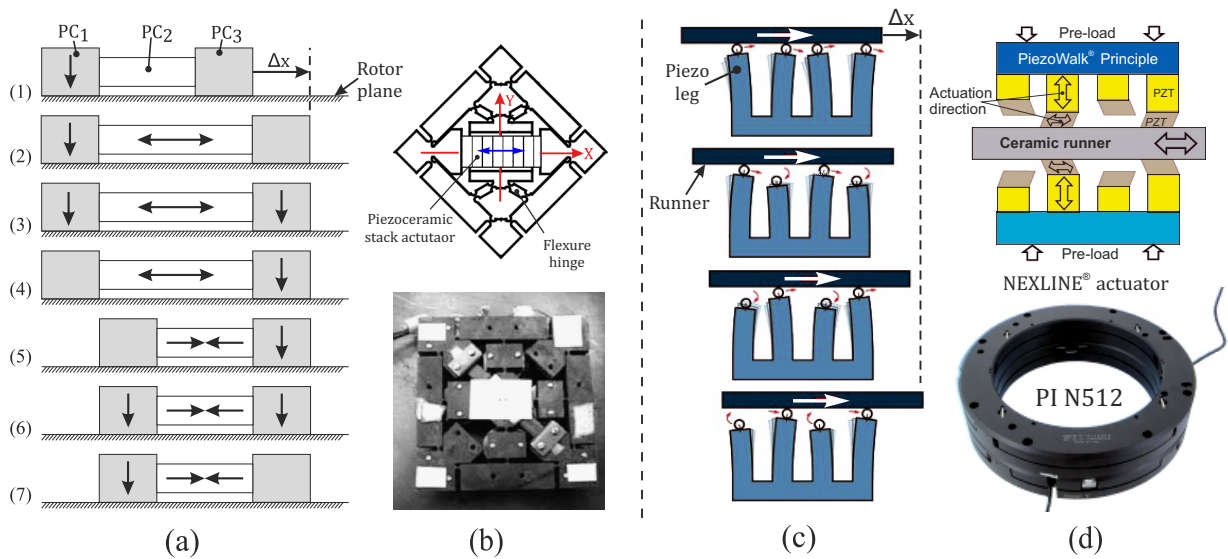 PC1
PC2
PC3
Δx
Rotor
plane
(1)
(2)
(3)
(4)
(5)
(6)
(7)
(a)
Y
X
Piezoceramic
stack actutaor
Flexure
hinge
(b)
Δx
Piezo
leg
Runner
(c)
Pre-load
PiezoWalk® Principle
Actuation
direction
PZT
PZT
Ceramic runner
Pre-load
NEXLINE® actuator
PI N512
(d)